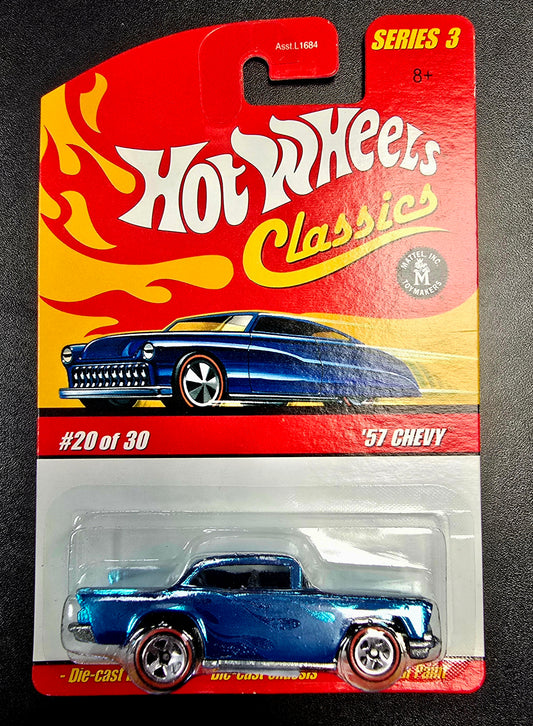 Asst.L1684
SERIES 3
8+
HOT WHEELS
Classics
MATTEL, INC.
M
TOYMAKERS
#20 of 30
'57 CHEVY
- Die-cast
Die-cast chassis
Paint